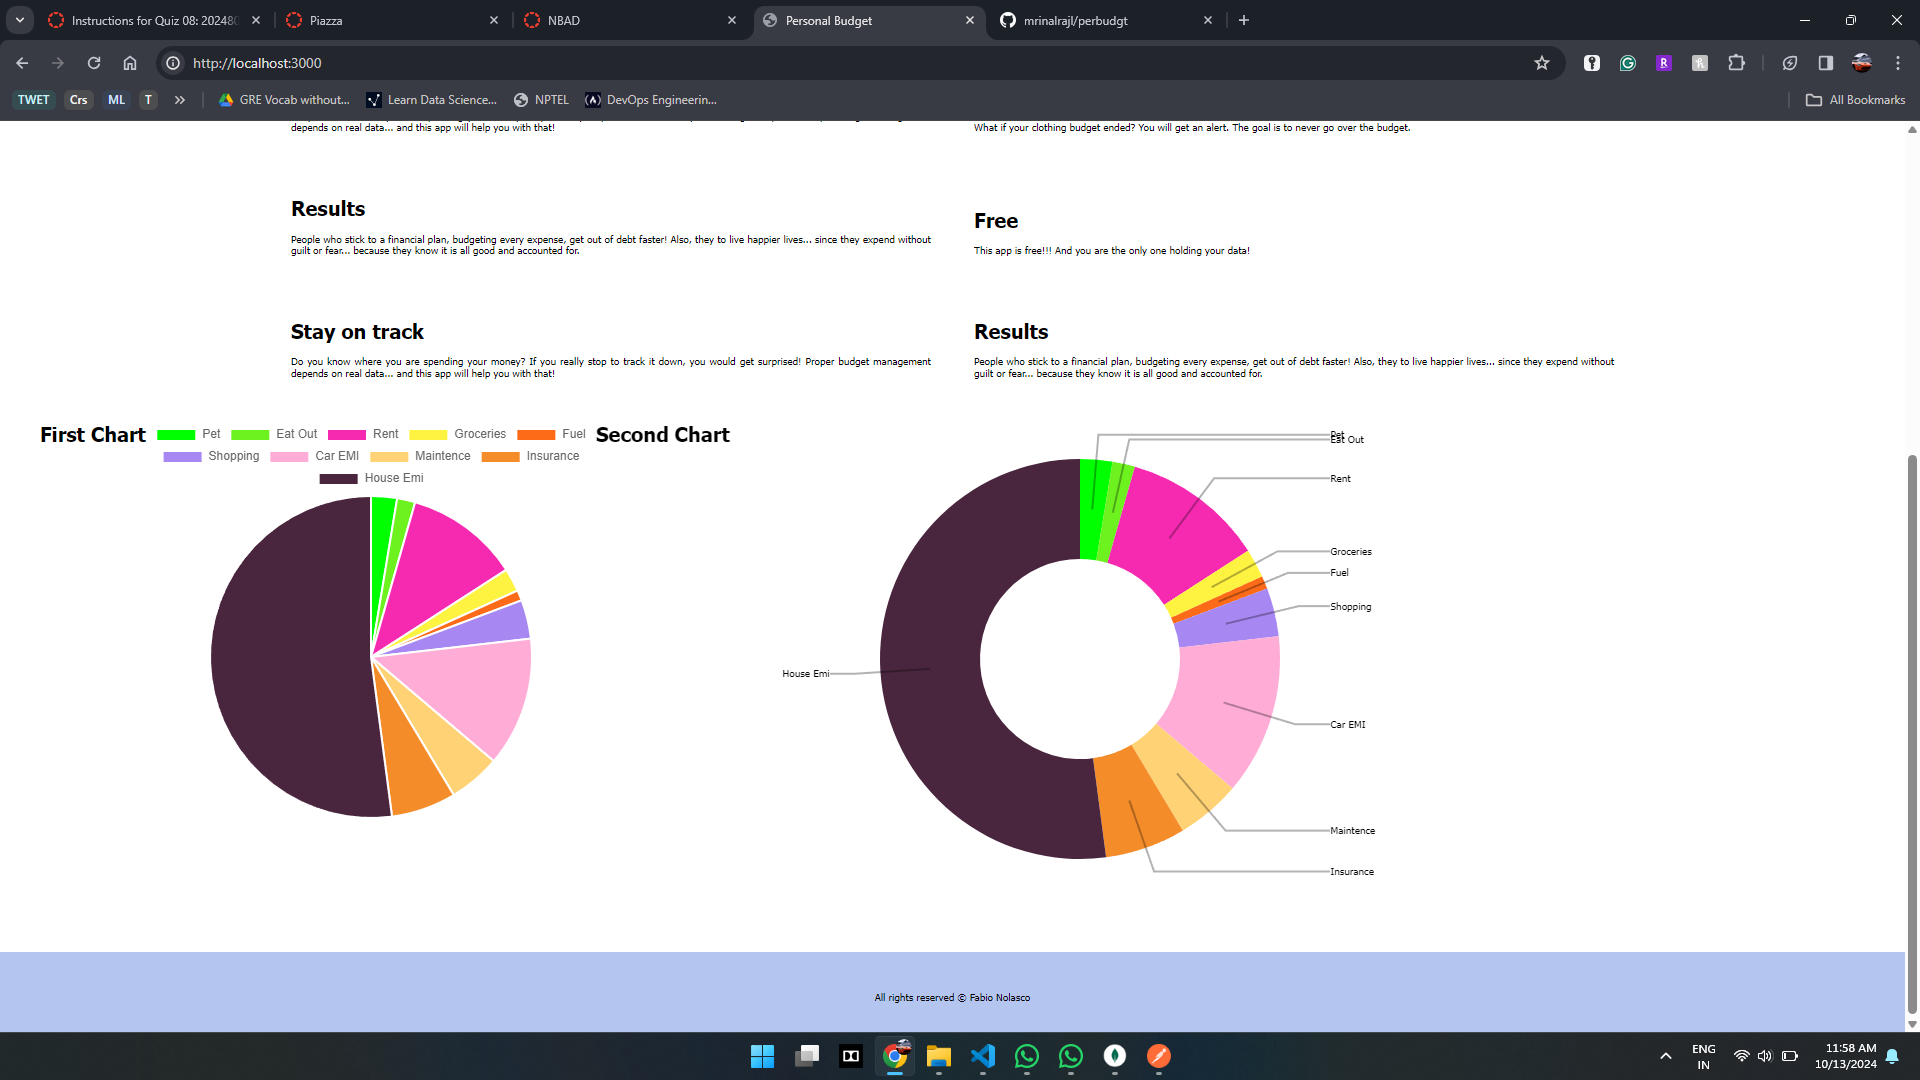 Instructions for Quiz 08: 20248
Piazza
NBAD
Personal Budget
mrinalrajl/perbudgt
http://localhost:3000
TWET
Crs
ML
T
GRE Vocab without...
Learn Data Science...
NPTEL
DevOps Engineerin...
All Bookmarks
depends on real data... and this app will help you with that!
What if your clothing budget ended? You will get an alert. The goal is to never go over the budget.
Results
People who stick to a financial plan, budgeting every expense, get out of debt faster! Also, they to live happier lives... since they expend without
guilt or fear... because they know it is all good and accounted for.
Free
This app is free!!! And you are the only one holding your data!
Stay on track
Do you know where you are spending your money? If you really stop to track it down, you would get surprised! Proper budget management
depends on real data... and this app will help you with that!
Results
People who stick to a financial plan, budgeting every expense, get out of debt faster! Also, they to live happier lives... since they expend without
guilt or fear... because they know it is all good and accounted for.
First Chart
Pet
Eat Out
Rent
Groceries
Fuel
Shopping
Car EMI
Maintence
Insurance
House Emi
Second Chart
Pet
Eat Out
Rent
Groceries
Fuel
Shopping
House Emi
Car EMI
Maintence
Insurance
All rights reserved © Fabio Nolasco
ENG
IN
11:58 AM
10/13/2024